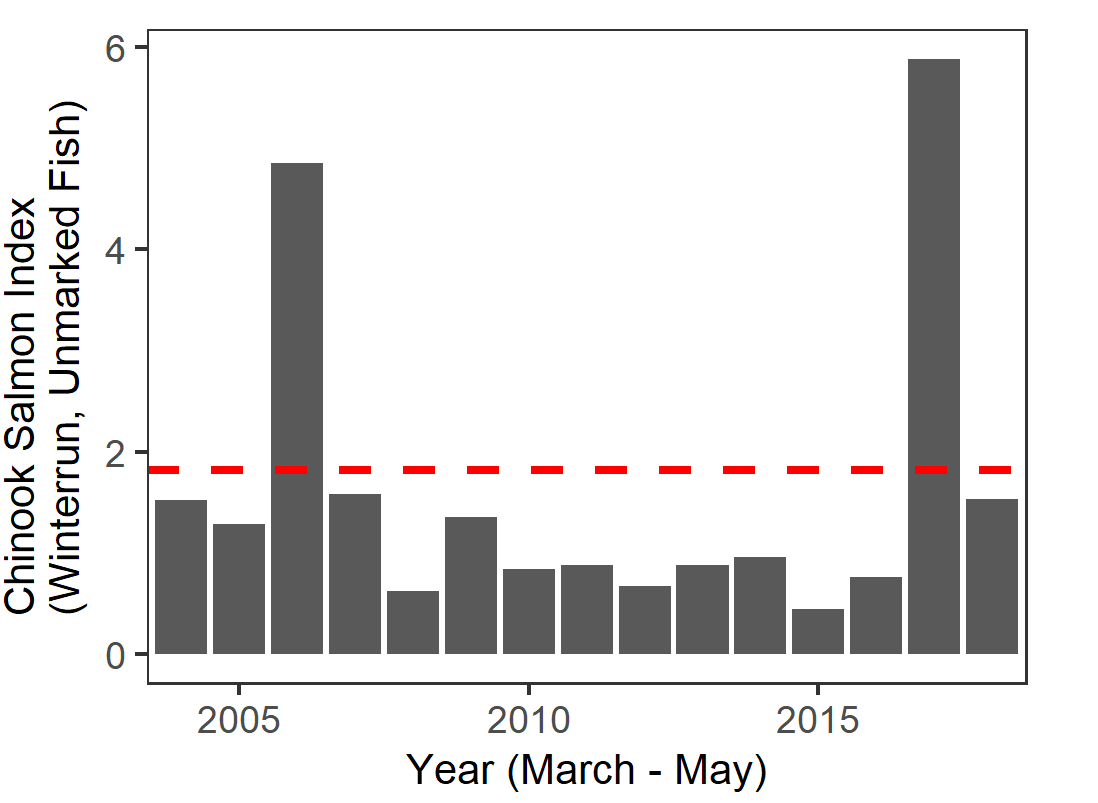 Chinook Salmon Index
(Winterrun, Unmarked Fish)
6
4
2
0
2005 2010 2015
Year (March - May)